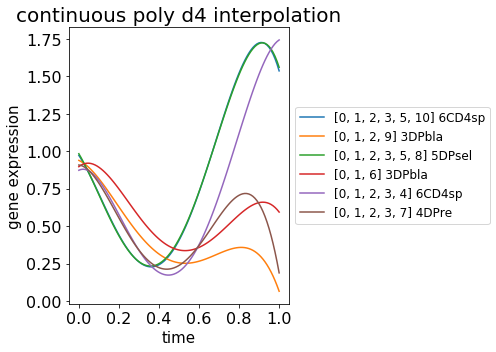 continuous poly d4 interpolation
gene expression
1.75
1.50
1.25
1.00
0.75
0.50
0.25
0.00
0.0 0.2 0.4 0.6 0.8 1.0
time
[0, 1, 2, 3, 5, 10] 6CD4sp
[0, 1, 2, 9] 3DPbla
[0, 1, 2, 3, 5, 8] 5DPsel
[0, 1, 6] 3DPbla
[0, 1, 2, 3, 4] 6CD4sp
[0, 1, 2, 3, 7] 4DPre